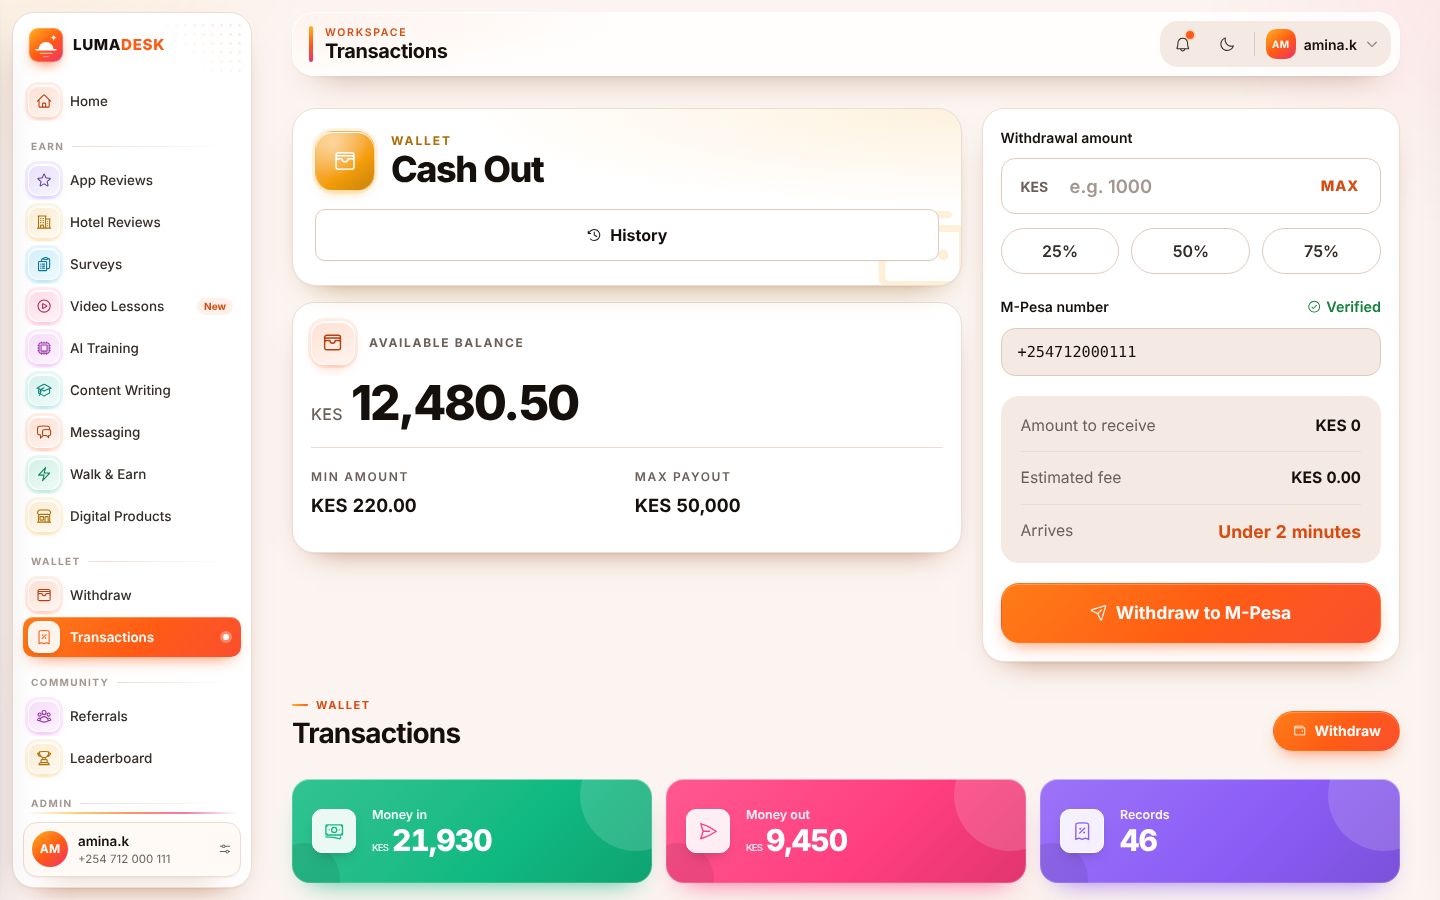 LUMADESK
Home
EARN
App Reviews
Hotel Reviews
Surveys
Video Lessons New
AI Training
Content Writing
Messaging
Walk & Earn
Digital Products
WALLET
Withdraw
Transactions
COMMUNITY
Referrals
Leaderboard
ADMIN
AM
amina.k
+254 712 000 111
WORKSPACE
Transactions
AM amina.k
WALLET
Cash Out
History
AVAILABLE BALANCE
KES 12,480.50
MIN AMOUNT MAX PAYOUT
KES 220.00 KES 50,000
Withdrawal amount
KES e.g. 1000 MAX
25% 50% 75%
M-Pesa number Verified
+254712000111
Amount to receive KES 0
Estimated fee KES 0.00
Arrives Under 2 minutes
Withdraw to M-Pesa
WALLET
Transactions
Withdraw
Money in
KES 21,930
Money out
KES 9,450
Records
46